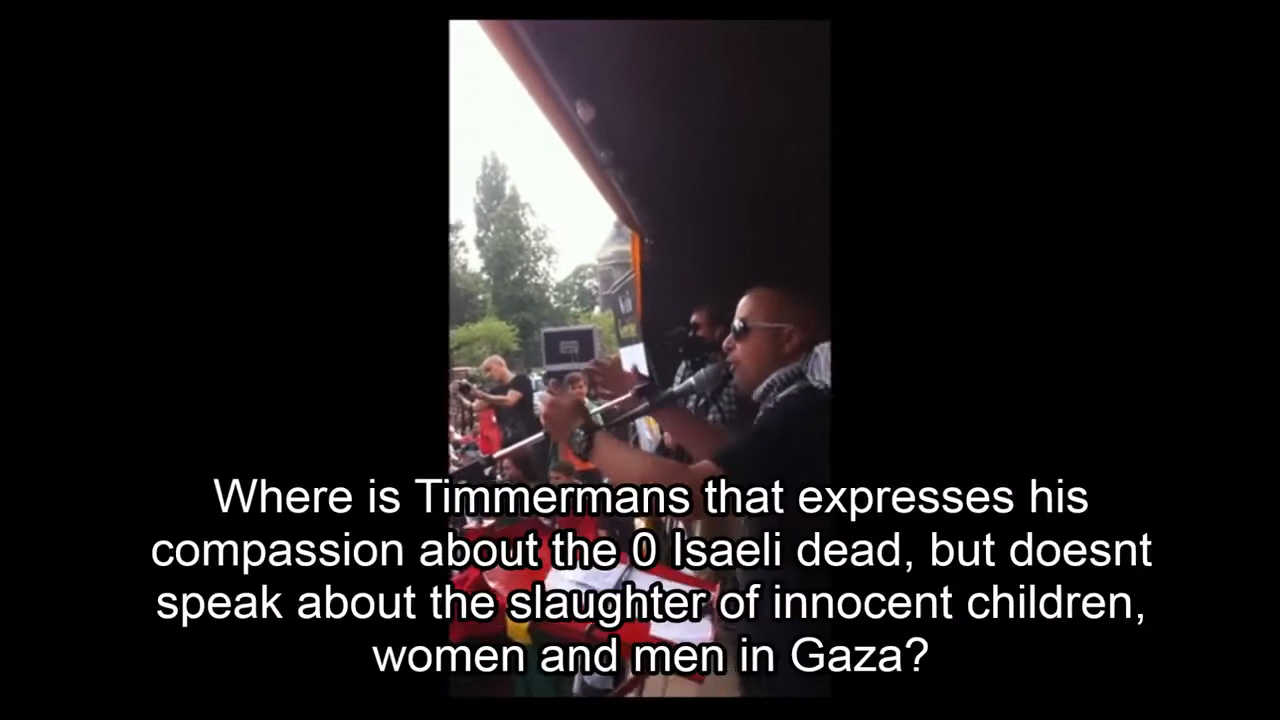 Where is Timmermans that expresses his
compassion about the 0 Isaeli dead, but doesnt
speak about the slaughter of innocent children,
women and men in Gaza?